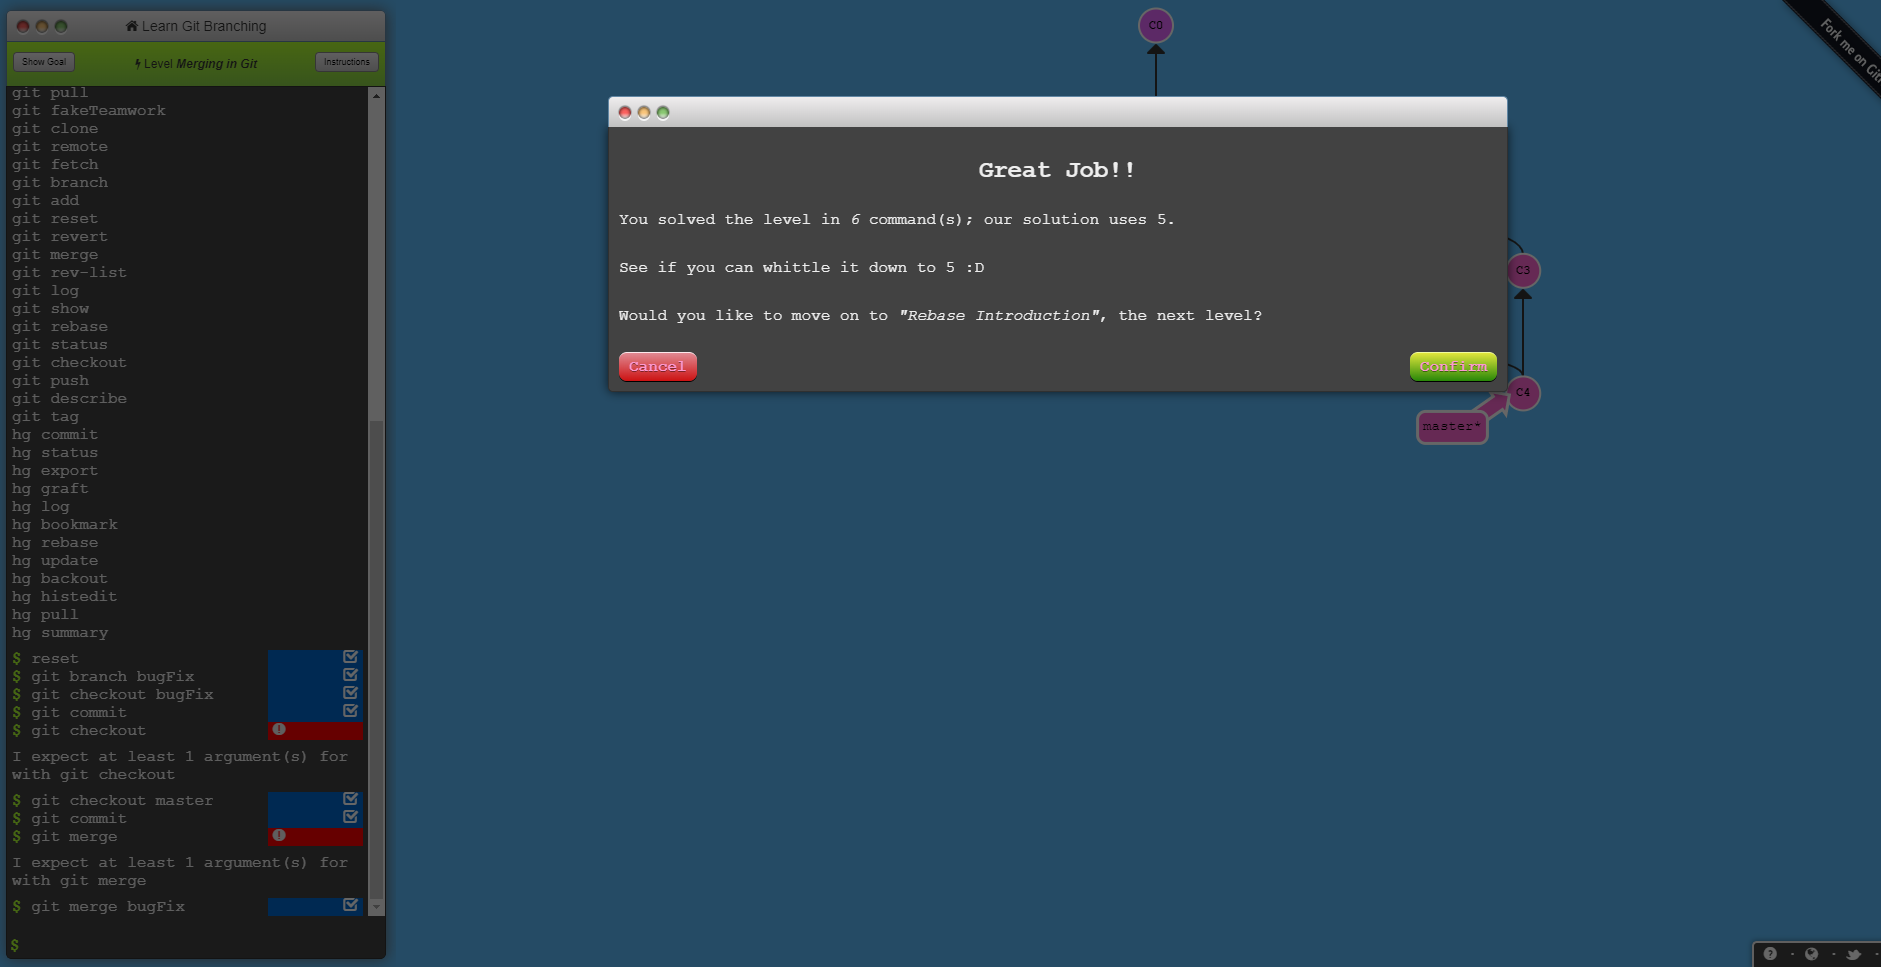 Learn Git Branching
Show Goal
Level Merging in Git
Instructions
git pull
git fakeTeamwork
git clone
git remote
git fetch
git branch
git add
git reset
git revert
git merge
git rev-list
git log
git show
git rebase
git status
git checkout
git push
git describe
git tag
hg commit
hg status
hg export
hg graft
hg log
hg bookmark
hg rebase
hg update
hg backout
hg histedit
hg pull
hg summary
$ reset
$ git branch bugFix
$ git checkout bugFix
$ git commit
$ git checkout
I expect at least 1 argument(s) for
with git checkout
$ git checkout master
$ git commit
$ git merge
I expect at least 1 argument(s) for
with git merge
$ git merge bugFix
$
C0
Great Job!!
You solved the level in 6 command(s); our solution uses 5.
See if you can whittle it down to 5 :D
Would you like to move on to "Rebase Introduction", the next level?
Cancel
Confirm
C3
C4
master*
Fork me on Git